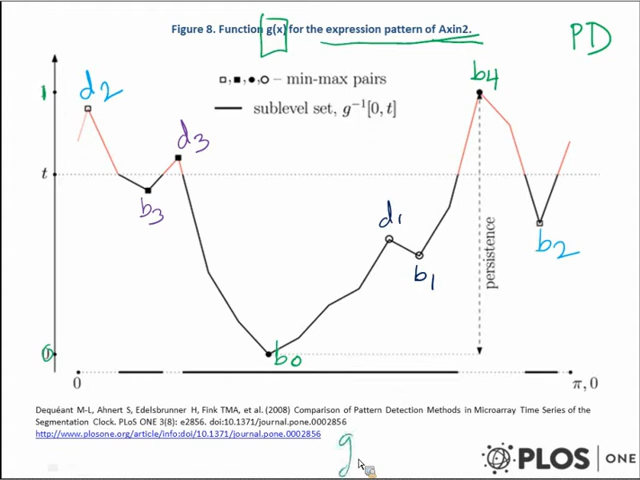 Figure 8. Function g(x) for the expression pattern of Axin2.
PD
b4
□,■,●,○ – min-max pairs
1
d2
sublevel set, g⁻¹[0, t]
d3
t
b3
d1
b1
b2
persistence
0
b0
0
π,0
Dequéant M-L, Ahnert S, Edelsbrunner H, Fink TMA, et al. (2008) Comparison of Pattern Detection Methods in Microarray Time Series of the
Segmentation Clock. PLoS ONE 3(8): e2856. doi:10.1371/journal.pone.0002856
http://www.plosone.org/article/info:doi/10.1371/journal.pone.0002856
g
PLOS ONE